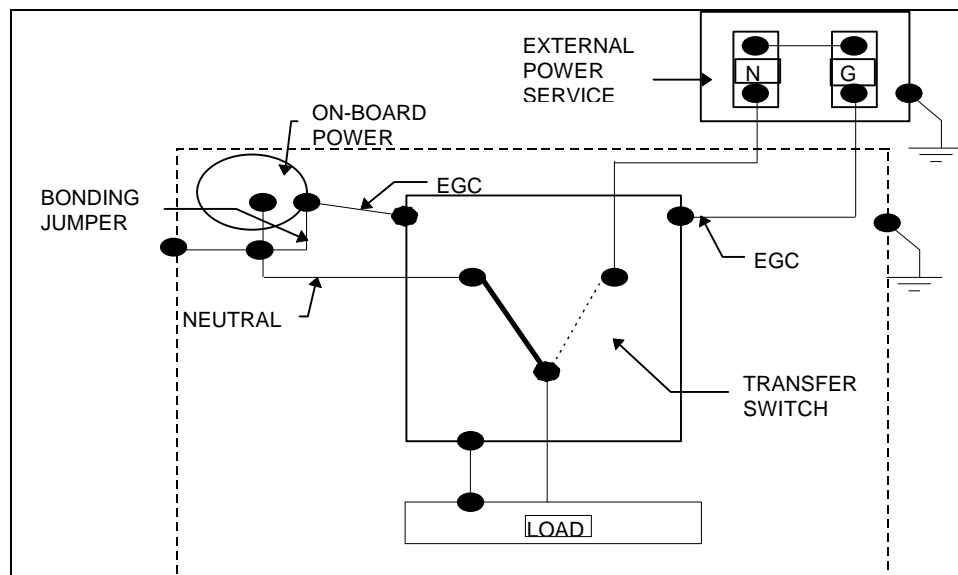 EXTERNAL
POWER
SERVICE
N
G
ON-BOARD
POWER
BONDING
JUMPER
EGC
EGC
NEUTRAL
TRANSFER
SWITCH
LOAD